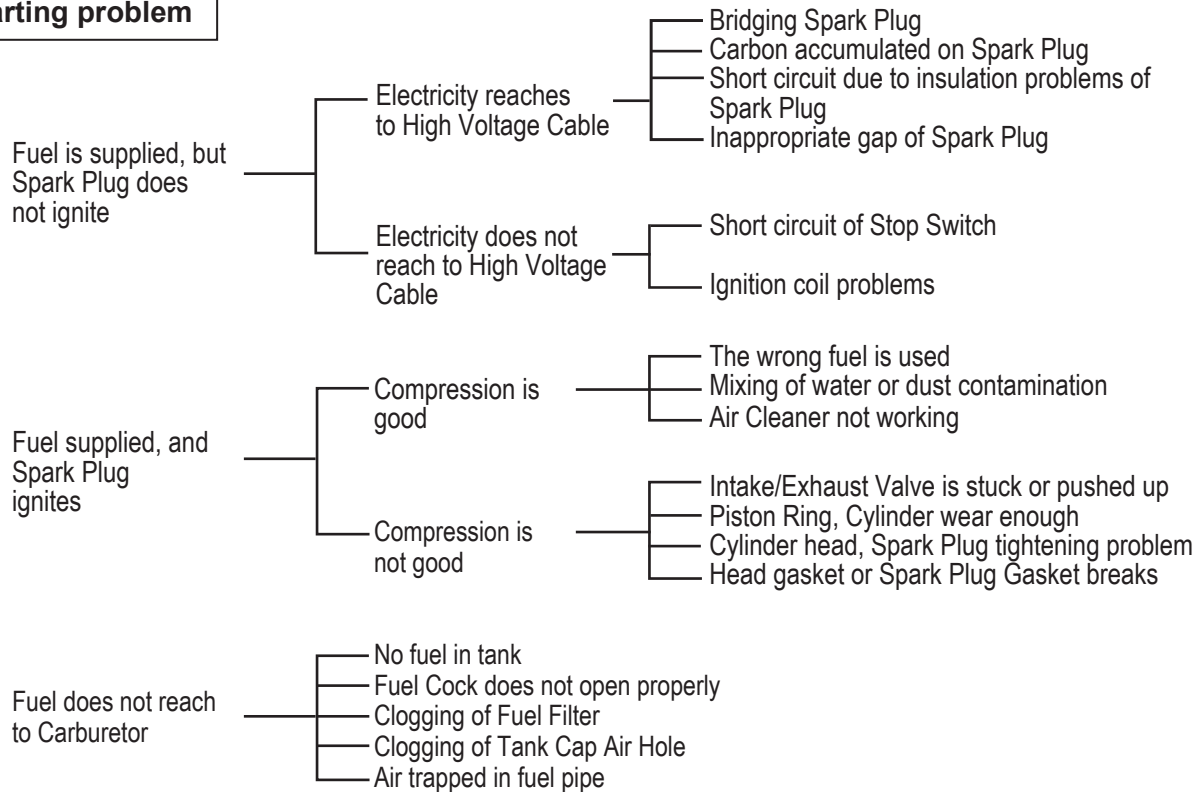 arting problem
Fuel is supplied, but
Spark Plug does
not ignite
Electricity reaches
to High Voltage Cable
Bridging Spark Plug
Carbon accumulated on Spark Plug
Short circuit due to insulation problems of
Spark Plug
Inappropriate gap of Spark Plug
Electricity does not
reach to High Voltage
Cable
Short circuit of Stop Switch
Ignition coil problems
Fuel supplied, and
Spark Plug
ignites
Compression is
good
The wrong fuel is used
Mixing of water or dust contamination
Air Cleaner not working
Compression is
not good
Intake/Exhaust Valve is stuck or pushed up
Piston Ring, Cylinder wear enough
Cylinder head, Spark Plug tightening problem
Head gasket or Spark Plug Gasket breaks
Fuel does not reach
to Carburetor
No fuel in tank
Fuel Cock does not open properly
Clogging of Fuel Filter
Clogging of Tank Cap Air Hole
Air trapped in fuel pipe